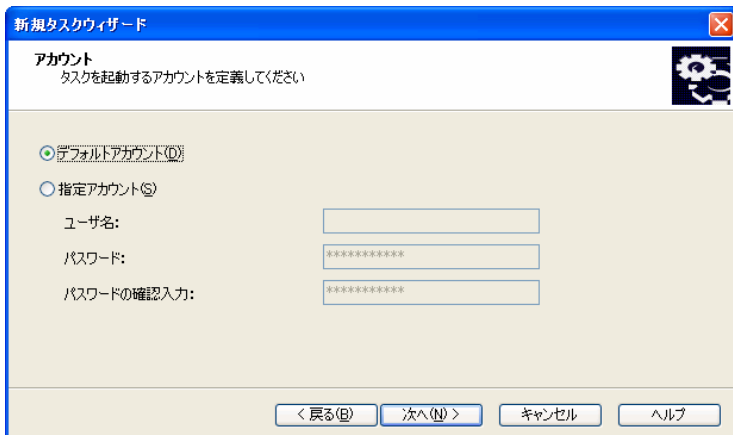 新規タスクウィザード
アカウント
タスクを起動するアカウントを定義してください
デフォルトアカウント(D)
指定アカウント(S)
ユーザ名:
パスワード: ***********
パスワードの確認入力: ***********
< 戻る(B) 次へ(N) > キャンセル ヘルプ